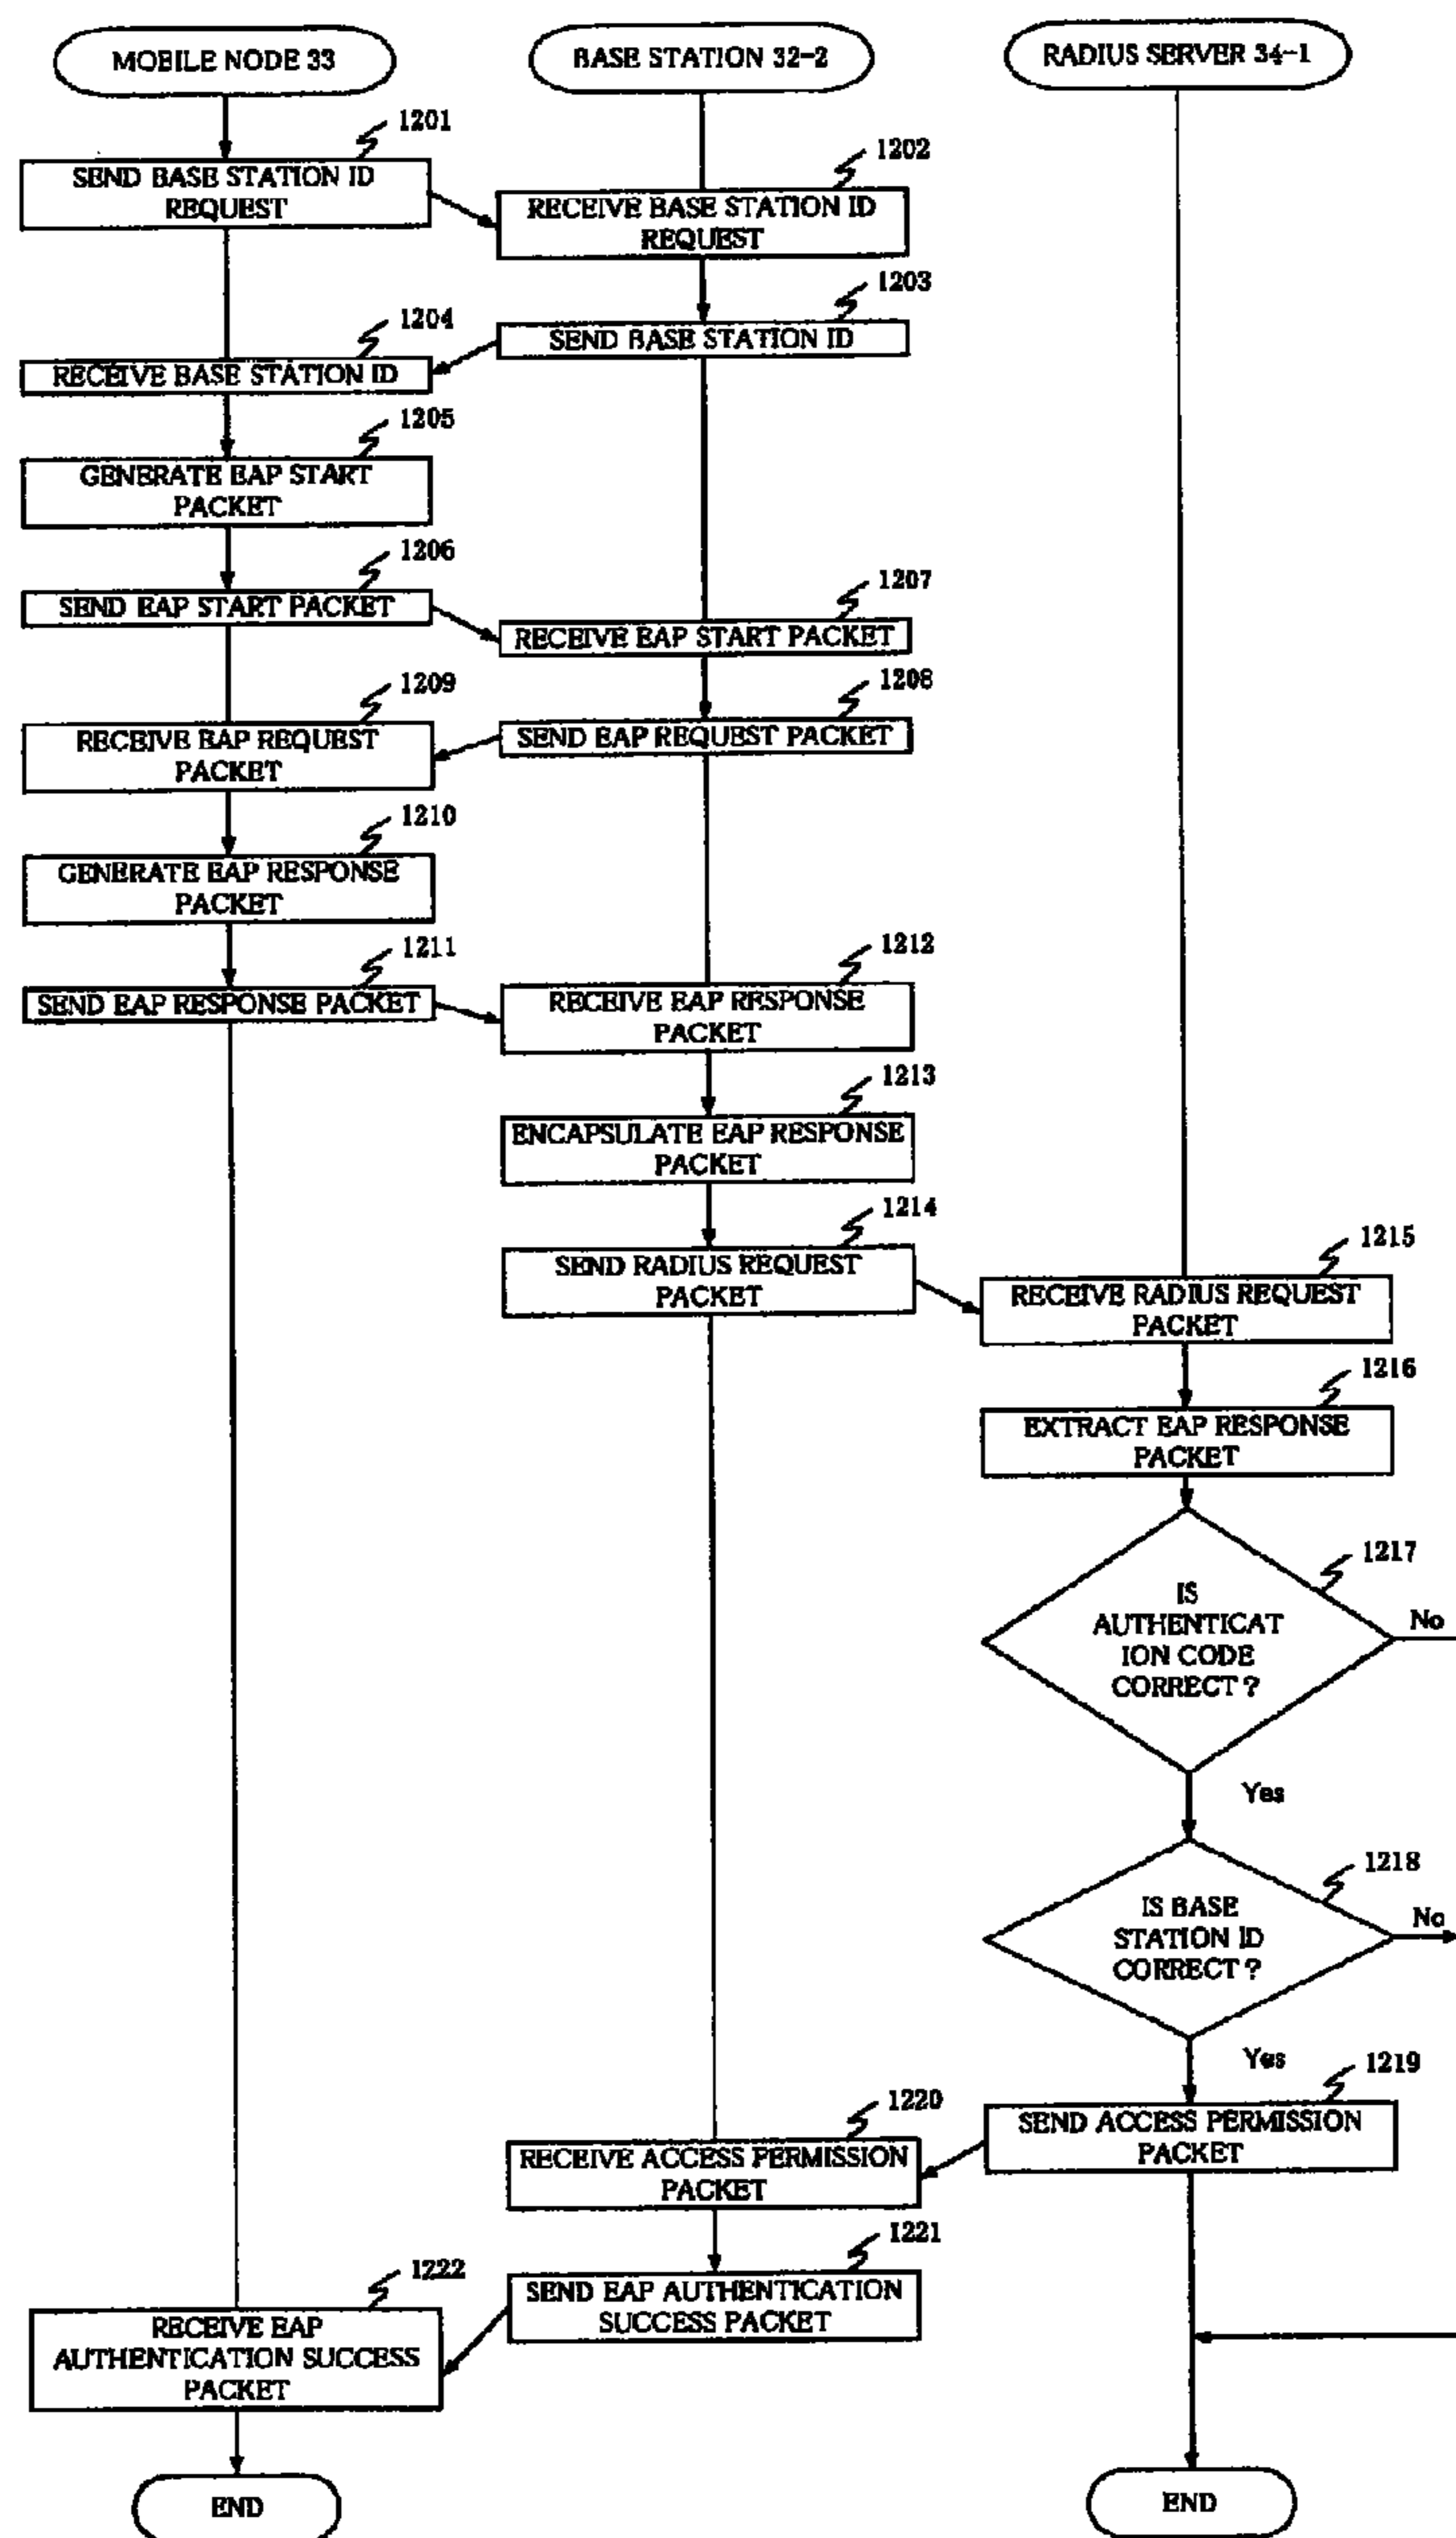 MOBILE NODE 33
BASE STATION 32-2
RADIUS SERVER 34-1
1201
SEND BASE STATION ID
REQUEST
1202
RECEIVE BASE STATION ID
REQUEST
1203
SEND BASE STATION ID
1204
RECEIVE BASE STATION ID
1205
GENERATE EAP START
PACKET
1206
SEND EAP START PACKET
1207
RECEIVE EAP START PACKET
1208
SEND EAP REQUEST PACKET
1209
RECEIVE EAP REQUEST
PACKET
1210
GENERATE EAP RESPONSE
PACKET
1211
SEND EAP RESPONSE PACKET
1212
RECEIVE EAP RESPONSE
PACKET
1213
ENCAPSULATE EAP RESPONSE
PACKET
1214
SEND RADIUS REQUEST
PACKET
1215
RECEIVE RADIUS REQUEST
PACKET
1216
EXTRACT EAP RESPONSE
PACKET
1217
IS
AUTHENTICAT
ION CODE
CORRECT ?
No
Yes
1218
IS BASE
STATION ID
CORRECT ?
No
Yes
1219
SEND ACCESS PERMISSION
PACKET
1220
RECEIVE ACCESS PERMISSION
PACKET
1221
SEND EAP AUTHENTICATION
SUCCESS PACKET
1222
RECEIVE EAP
AUTHENTICATION SUCCESS
PACKET
END
END